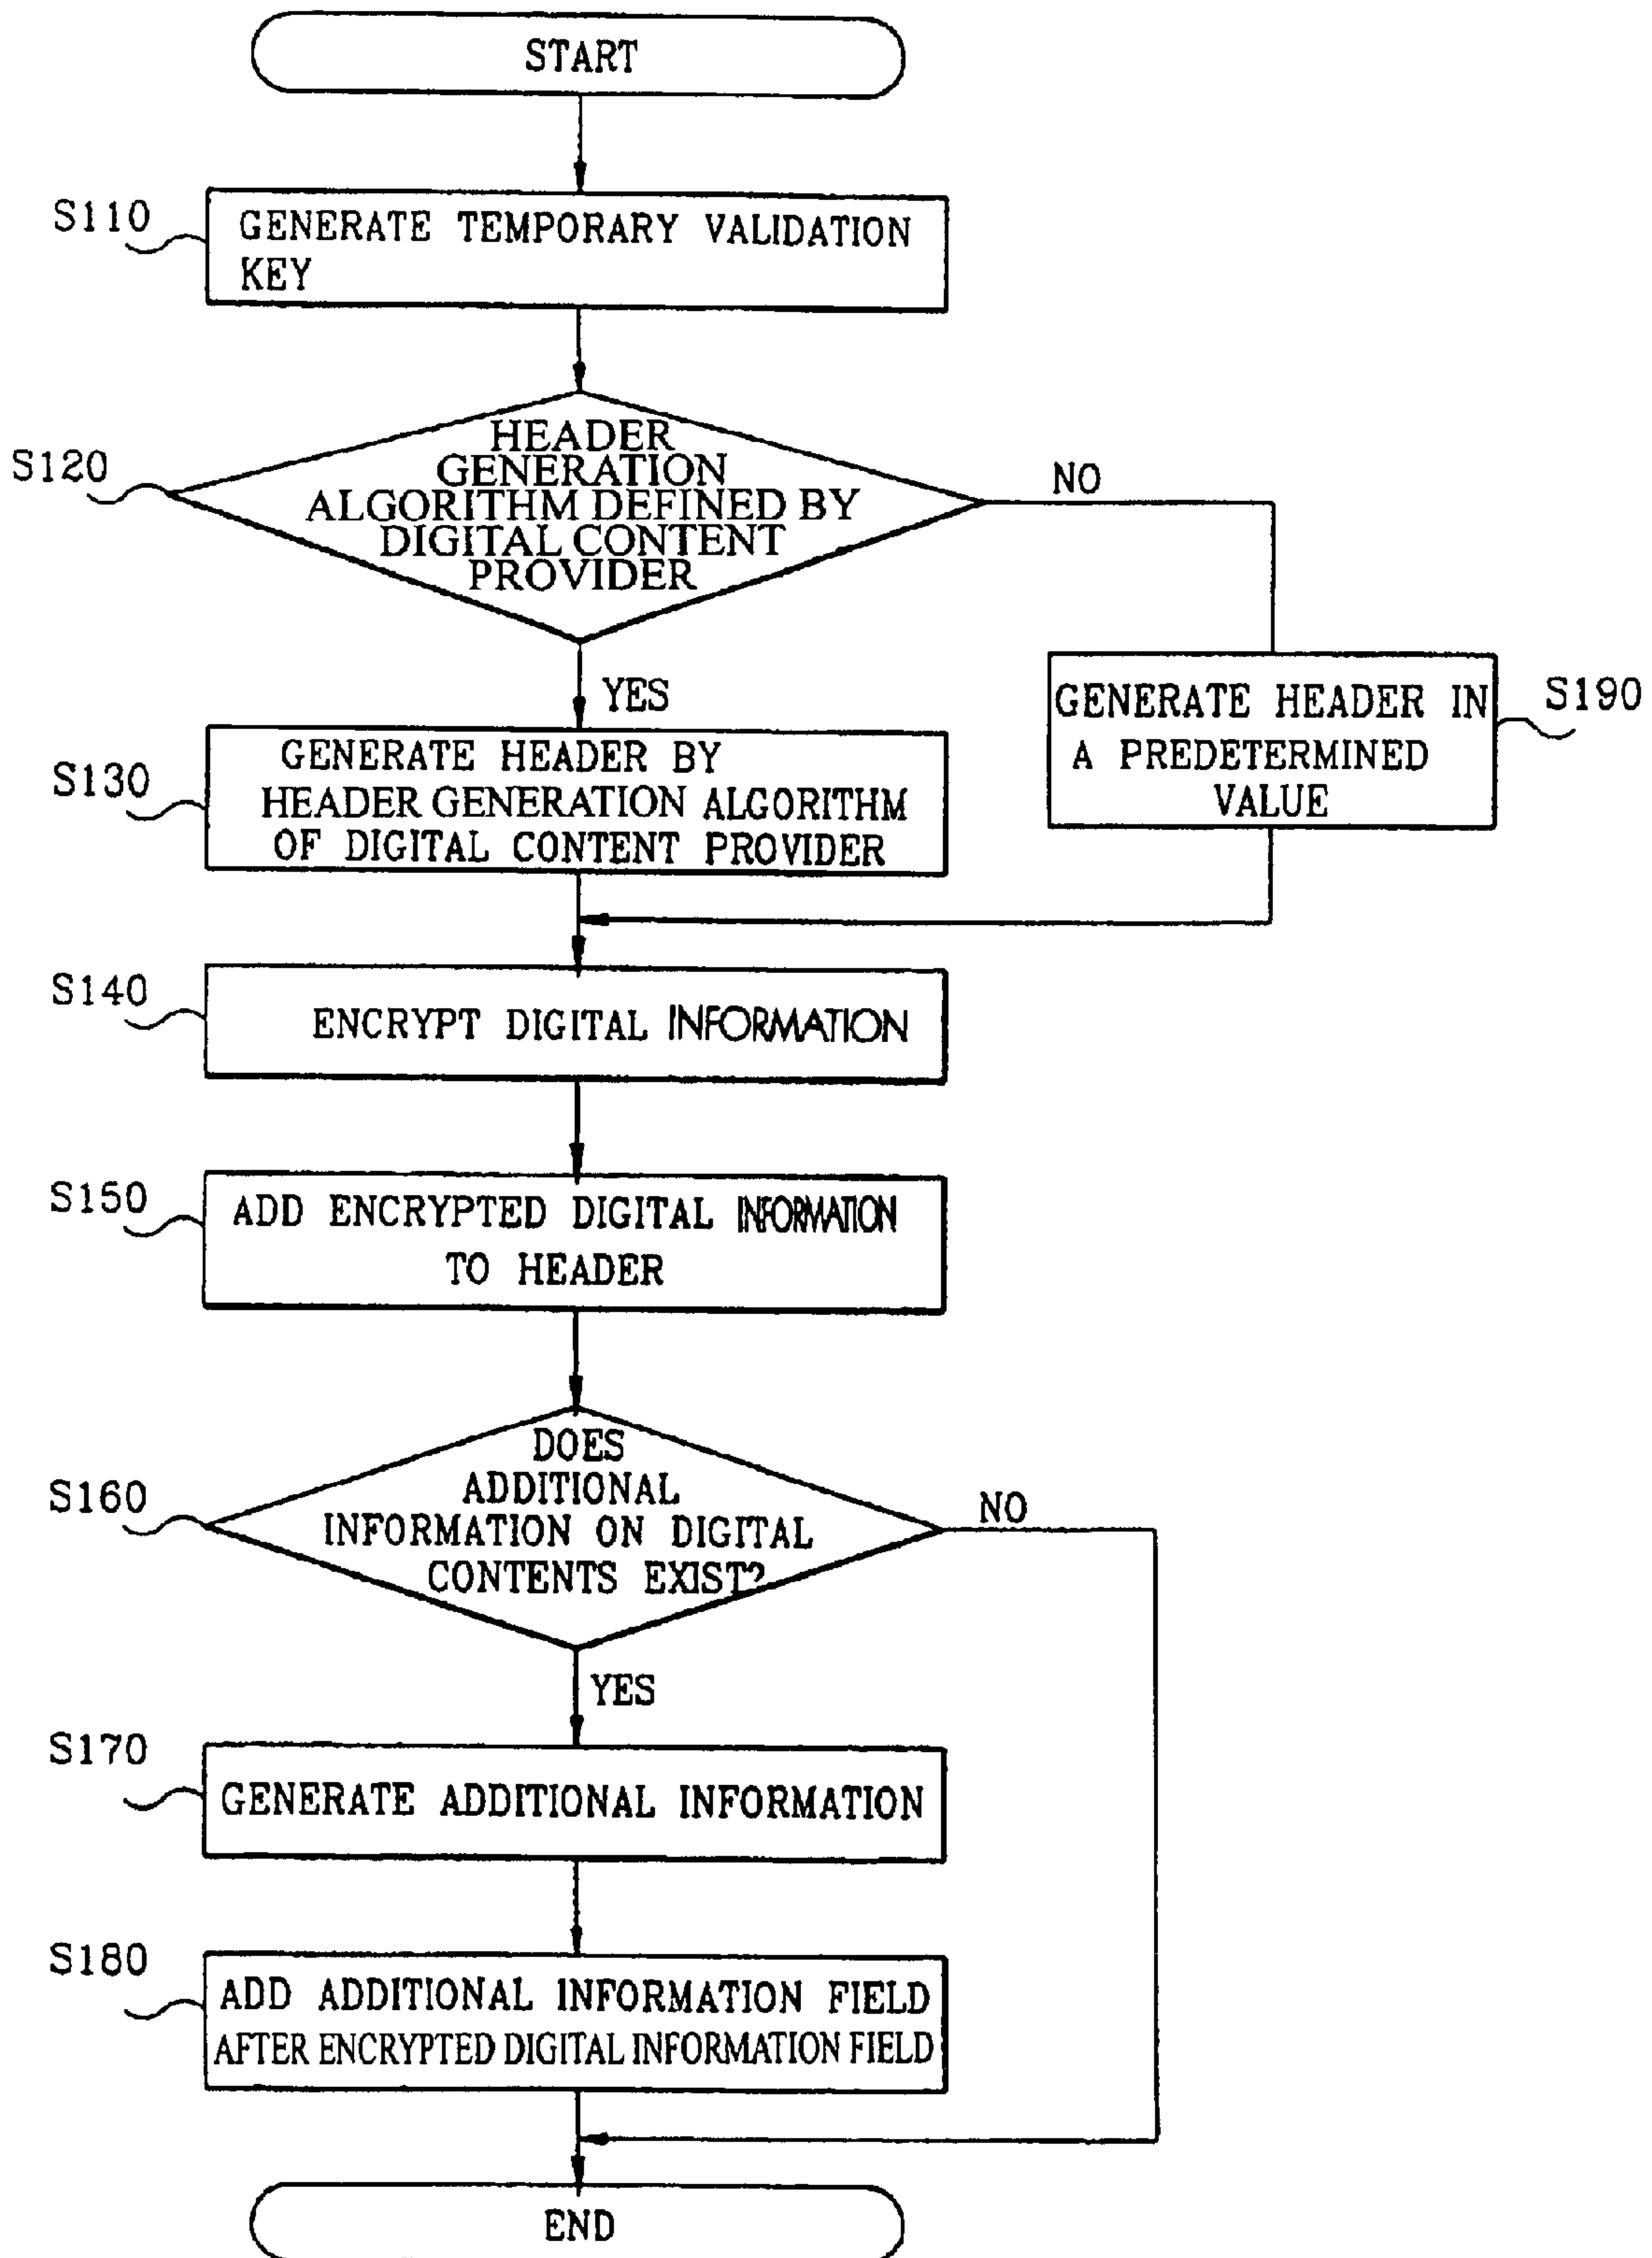 START
S110
GENERATE TEMPORARY VALIDATION
KEY
S120
HEADER
GENERATION
ALGORITHM DEFINED BY
DIGITAL CONTENT
PROVIDER
NO
YES
GENERATE HEADER IN
A PREDETERMINED
VALUE
S190
S130
GENERATE HEADER BY
HEADER GENERATION ALGORITHM
OF DIGITAL CONTENT PROVIDER
S140
ENCRYPT DIGITAL INFORMATION
S150
ADD ENCRYPTED DIGITAL INFORMATION
TO HEADER
S160
DOES
ADDITIONAL
INFORMATION ON DIGITAL
CONTENTS EXIST?
NO
YES
S170
GENERATE ADDITIONAL INFORMATION
S180
ADD ADDITIONAL INFORMATION FIELD
AFTER ENCRYPTED DIGITAL INFORMATION FIELD
END